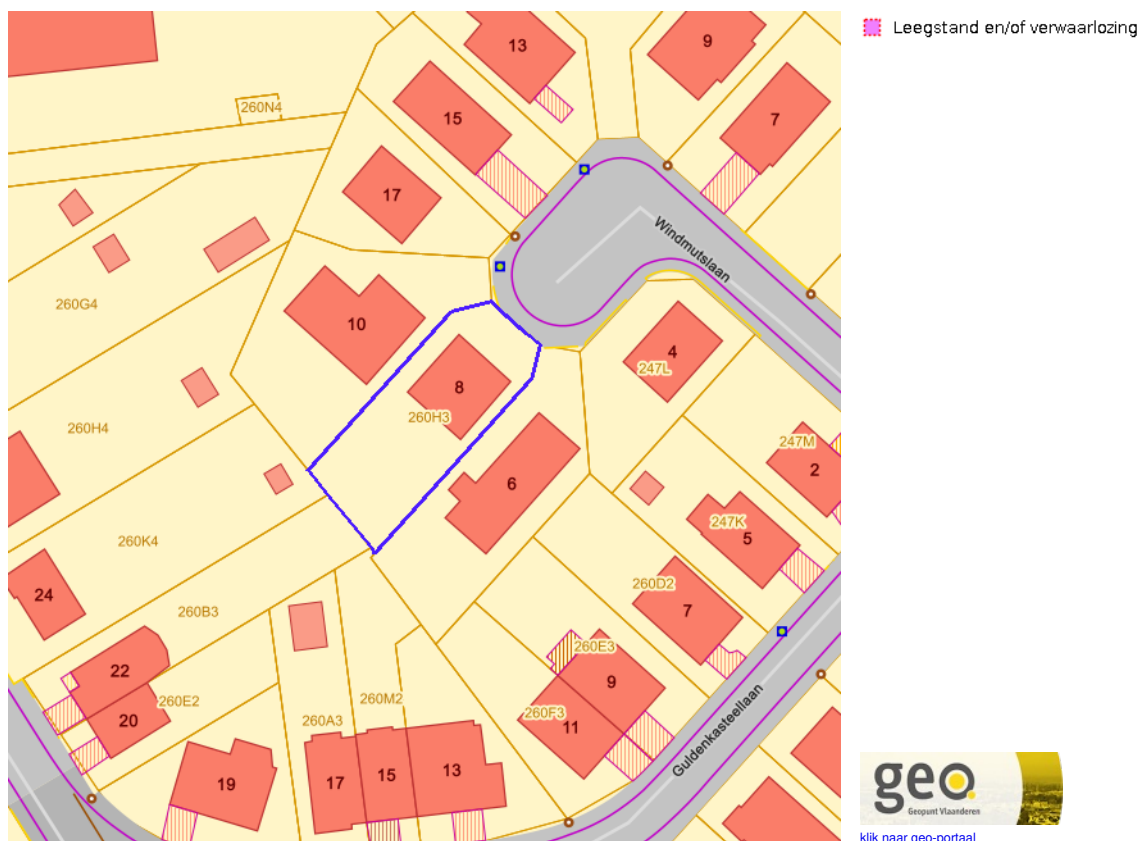 Leegstand en/of verwaarlozing
13
9
260N4
15
7
17
Windmutslaan
260G4
10
4
247L
8
260H3
260H4
247M
2
6
247K
5
260K4
24
260D2
7
260B3
260E3
22
9
260E2
20
260M2
260A3
260F3
11
Guldenkasteellaan
19
17
15
13
geo.
Geopunt Vlaanderen
klik naar geo-portaal